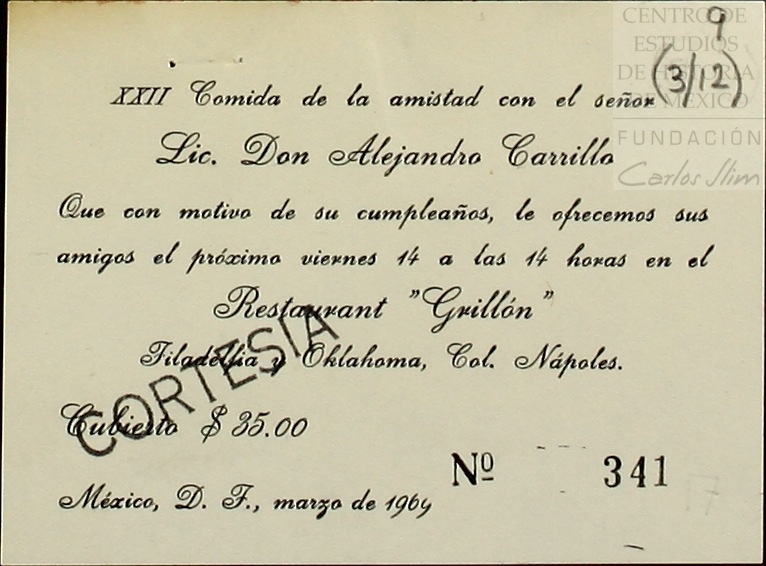 CENTRO DE
ESTUDIOS
DE HISTORIA
DE MÉXICO
FUNDACIÓN
Carlos Slim
9
(3/12)
XXII Comida de la amistad con el señor
Lic. Don Alejandro Carrillo
Que con motivo de su cumpleaños, le ofrecemos sus
amigos el próximo viernes 14 a las 14 horas en el
Restaurant "Grillón"
Filadelfia y Oklahoma, Col. Nápoles.
CORTESIA
Cubierto $ 35.00
Nº 341
México, D. F., marzo de 1969
17